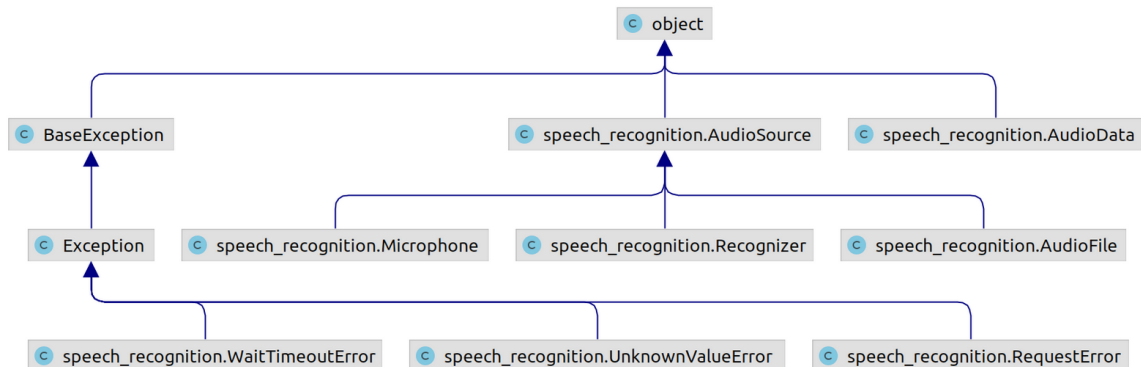 C object
C BaseException
C speech_recognition.AudioSource
C speech_recognition.AudioData
C Exception
C speech_recognition.Microphone
C speech_recognition.Recognizer
C speech_recognition.AudioFile
C speech_recognition.WaitTimeoutError
C speech_recognition.UnknownValueError
C speech_recognition.RequestError